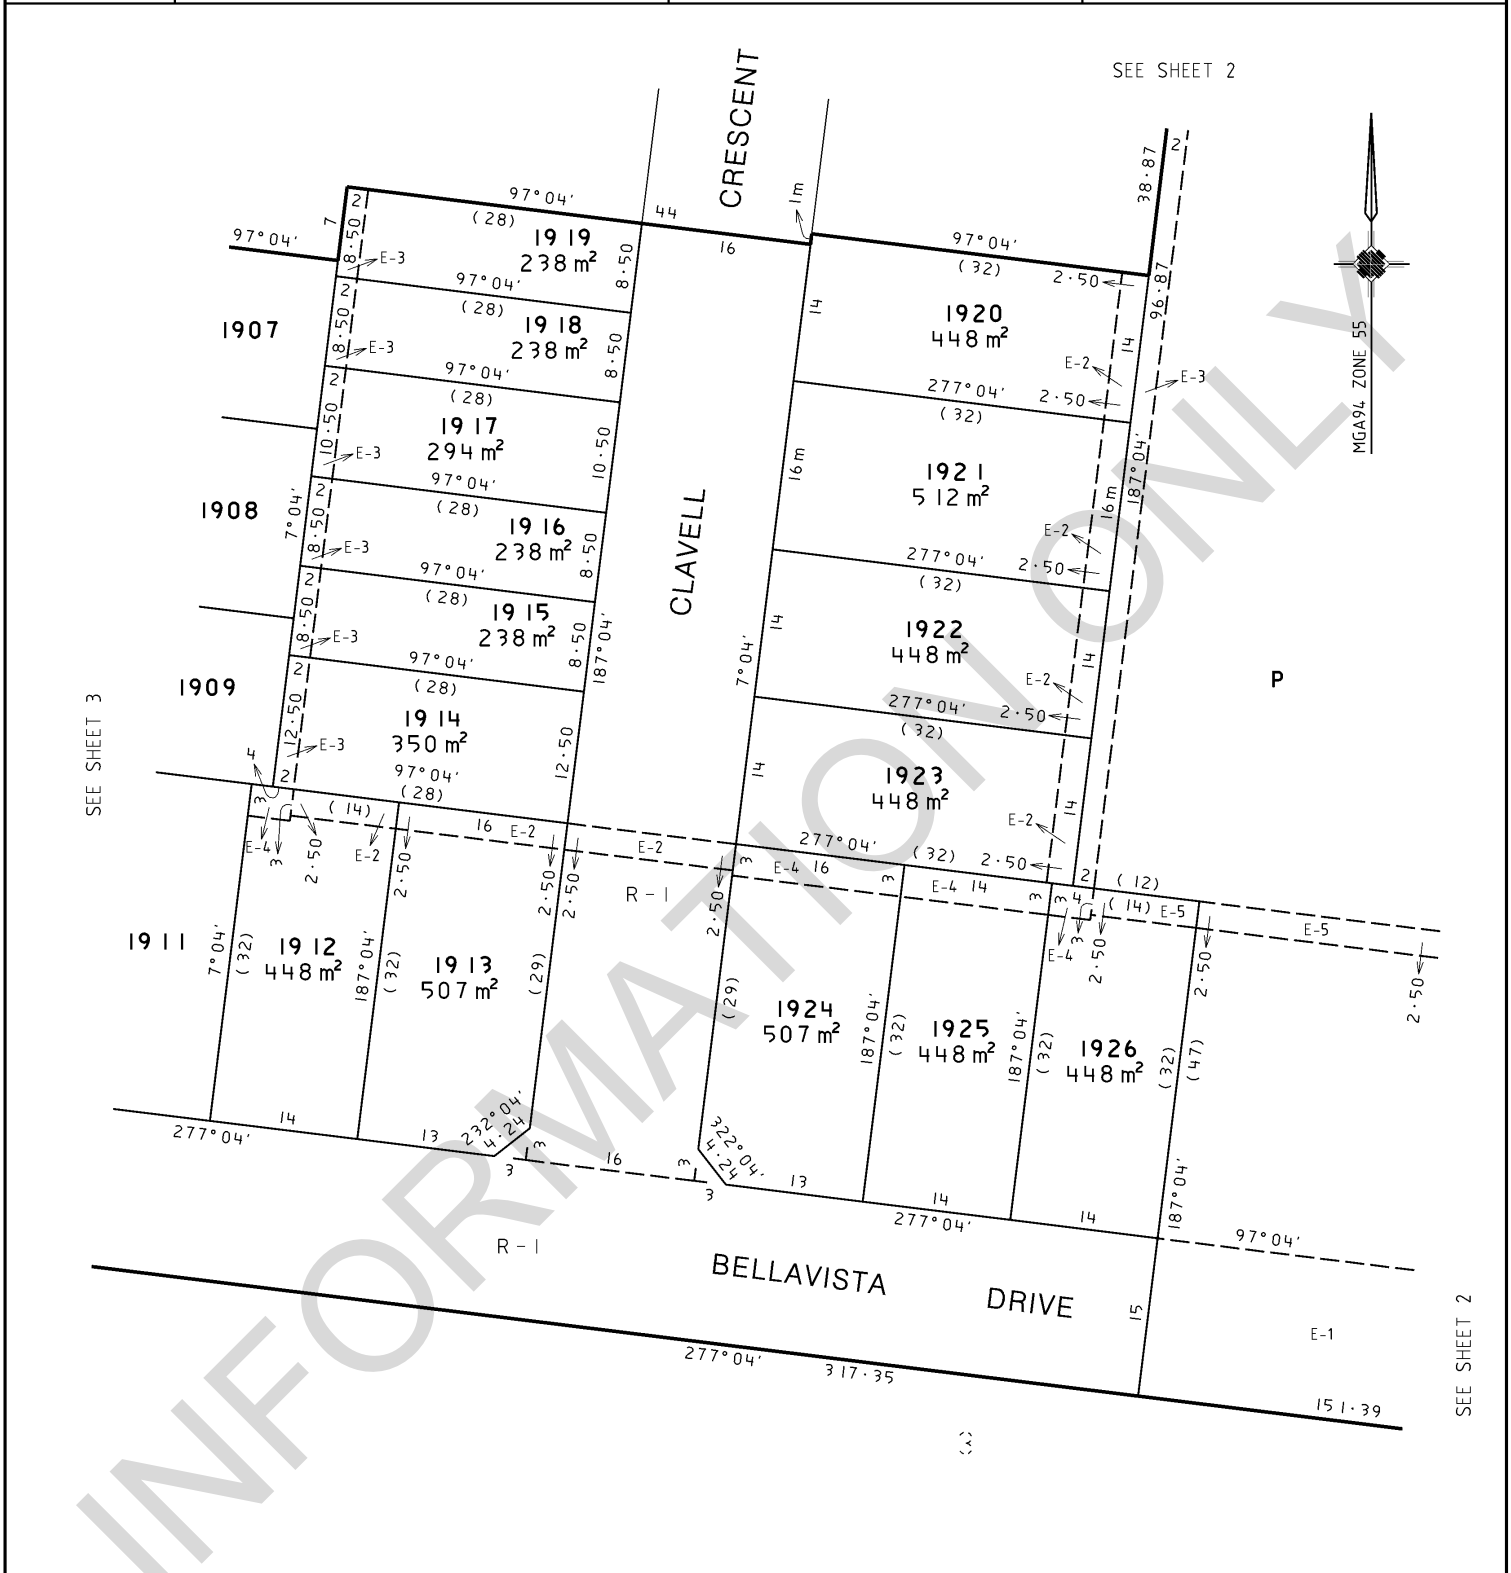 SEE SHEET 2
CRESCENT
CLAVELL
MGA94 ZONE 55
38·87
2
96·87
187°04'
97°04'
7
97°04'
44
16
1m
97°04'
(32)
2·50
2
(28)
8·50
1919
238 m²
8·50
E-3
97°04'
(28)
2
8·50
1918
238 m²
8·50
E-3
1907
97°04'
(28)
2
10·50
1917
294 m²
10·50
E-3
97°04'
(28)
1908
7°04'
2
8·50
1916
238 m²
8·50
E-3
97°04'
(28)
2
8·50
1915
238 m²
8·50
187°04'
E-3
97°04'
(28)
1909
2
12·50
1914
350 m²
12·50
E-3
97°04'
(28)
2
4
SEE SHEET 3
14
1920
448 m²
14
E-2
E-3
277°04'
(32)
2·50
16m
1921
512 m²
16m
E-2
277°04'
(32)
2·50
14
7°04'
1922
448 m²
14
E-2
277°04'
(32)
2·50
14
1923
448 m²
14
E-2
277°04'
(32)
2·50
2
P
(12)
3
E-4
3
(14)
2·50
E-2
2·50
16
E-2
2·50
2·50
E-2
R-1
2·50
3
E-4
16
3
E-4
14
3
3
4
E-4
3
(14)
2·50
E-5
2·50
E-5
2·50
1911
7°04'
(32)
1912
448 m²
187°04'
(32)
1913
507 m²
(29)
(29)
1924
507 m²
187°04'
(32)
1925
448 m²
187°04'
(32)
1926
448 m²
(32)
(47)
187°04'
277°04'
14
13
232°04'
4·24
3
3
16
3
3
322°04'
4·24
13
14
277°04'
14
97°04'
R-1
BELLAVISTA DRIVE
15
E-1
SEE SHEET 2
277°04'
317·35
151·39
INFORMATION ONLY